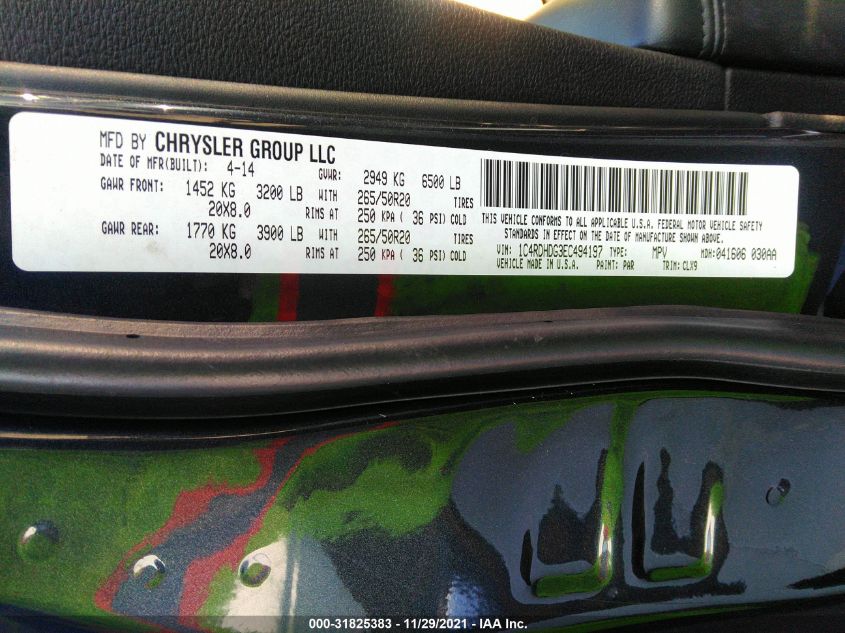 MFD BY CHRYSLER GROUP LLC
DATE OF MFR(BUILT): 4-14 GVWR: 2949 KG 6500 LB
GAWR FRONT: 1452 KG 3200 LB WITH 265/50R20 TIRES
20X8.0 RIMS AT 250 KPA ( 36 PSI) COLD
GAWR REAR: 1770 KG 3900 LB WITH 265/50R20 TIRES
20X8.0 RIMS AT 250 KPA ( 36 PSI) COLD
THIS VEHICLE CONFORMS TO ALL APPLICABLE U.S.A. FEDERAL MOTOR VEHICLE SAFETY
STANDARDS IN EFFECT ON THE DATE OF MANUFACTURE SHOWN ABOVE.
VIN: 1C4RDHDG3EC494197 TYPE: MPV MDH: 041606 030AA
VEHICLE MADE IN U.S.A. PAINT: PAR TRIM: CLX9
000-31825383 - 11/29/2021 - IAA Inc.